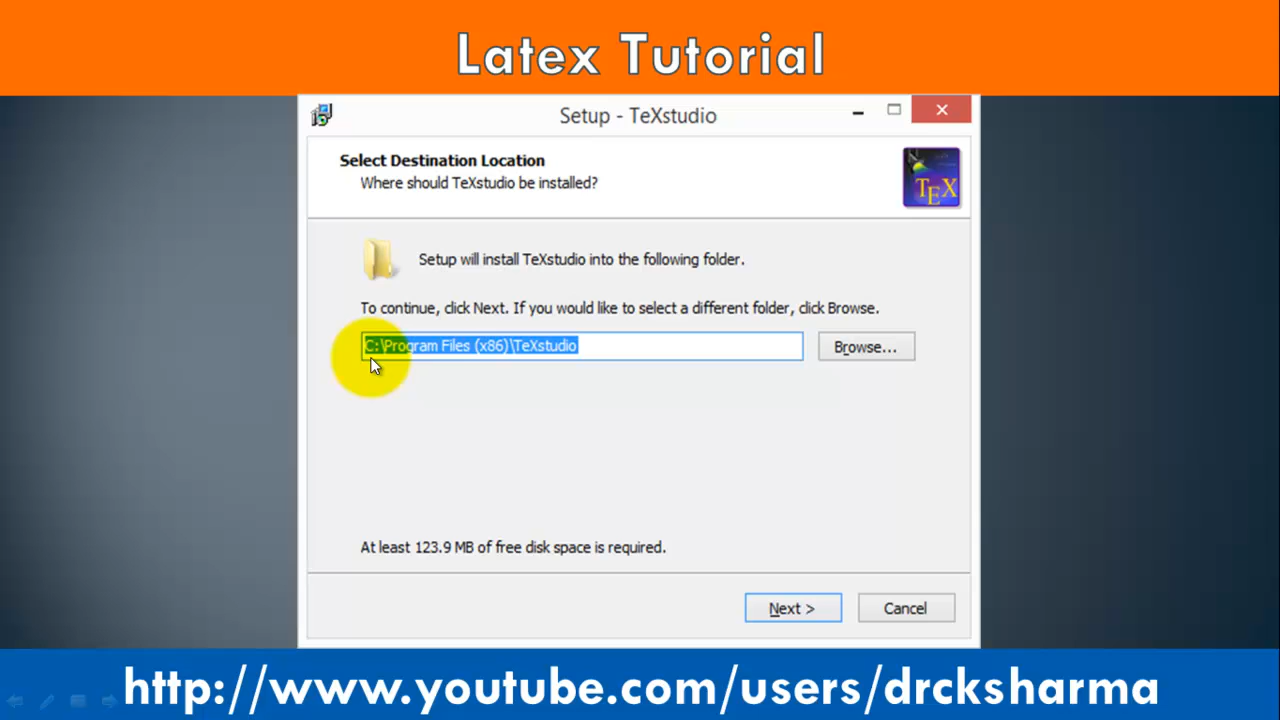 Latex Tutorial
Setup - TeXstudio
Select Destination Location
Where should TeXstudio be installed?
TEX
Setup will install TeXstudio into the following folder.
To continue, click Next. If you would like to select a different folder, click Browse.
C:\Program Files (x86)\TeXstudio
Browse...
At least 123.9 MB of free disk space is required.
Next >
Cancel
http://www.youtube.com/users/drcksharma